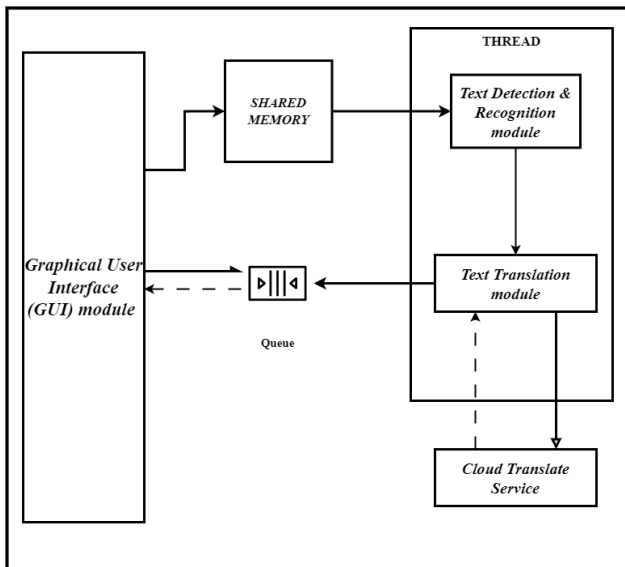 THREAD
SHARED
MEMORY
Text Detection &
Recognition
module
Graphical User
Interface
(GUI) module
Text Translation
module
Queue
Cloud Translate
Service